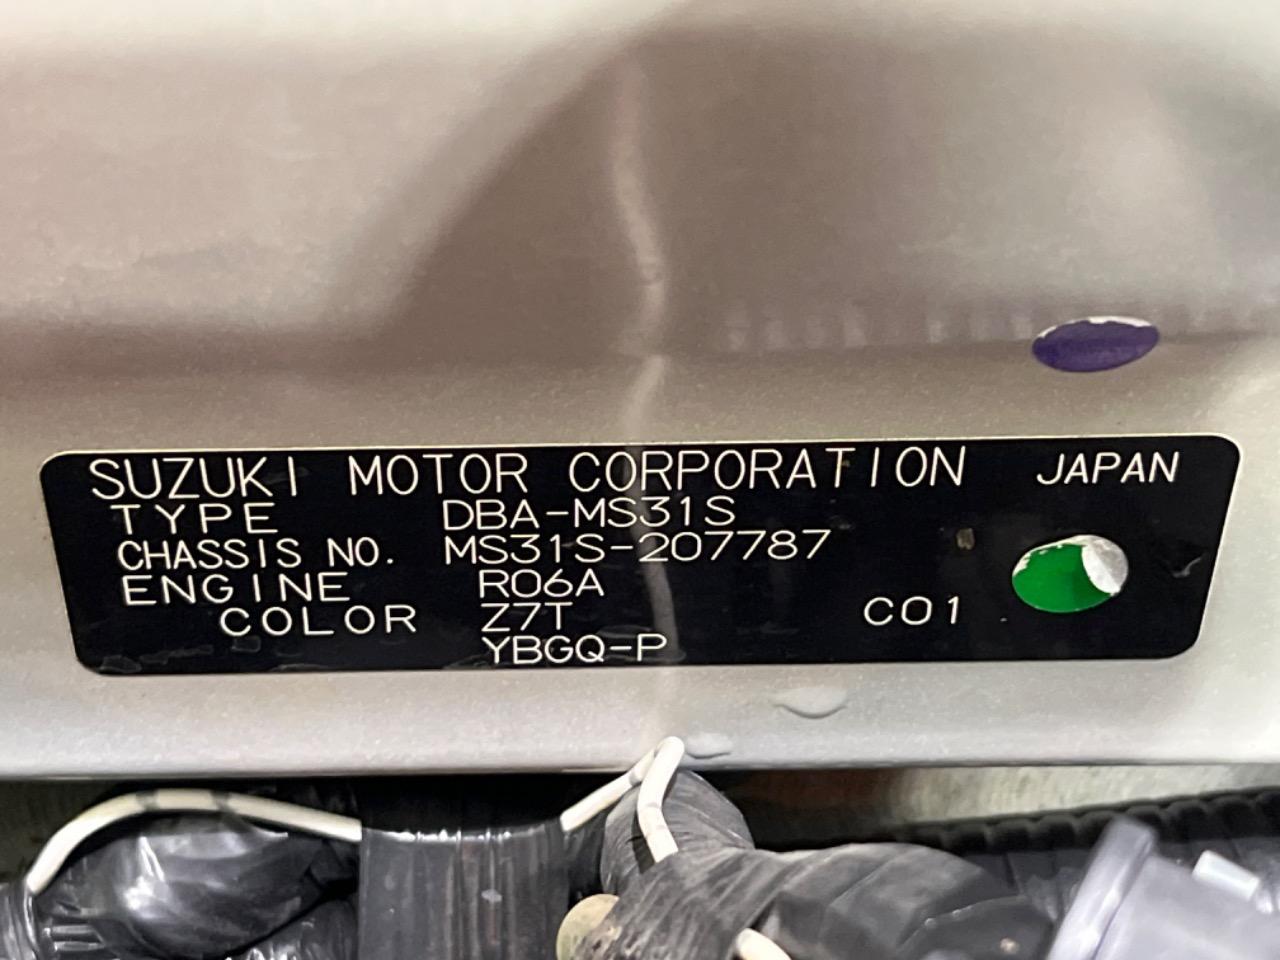 SUZUKI MOTOR CORPORATION JAPAN
TYPE DBA-MS31S
CHASSIS NO. MS31S-207787
ENGINE R06A
COLOR Z7T C01
YBGQ-P